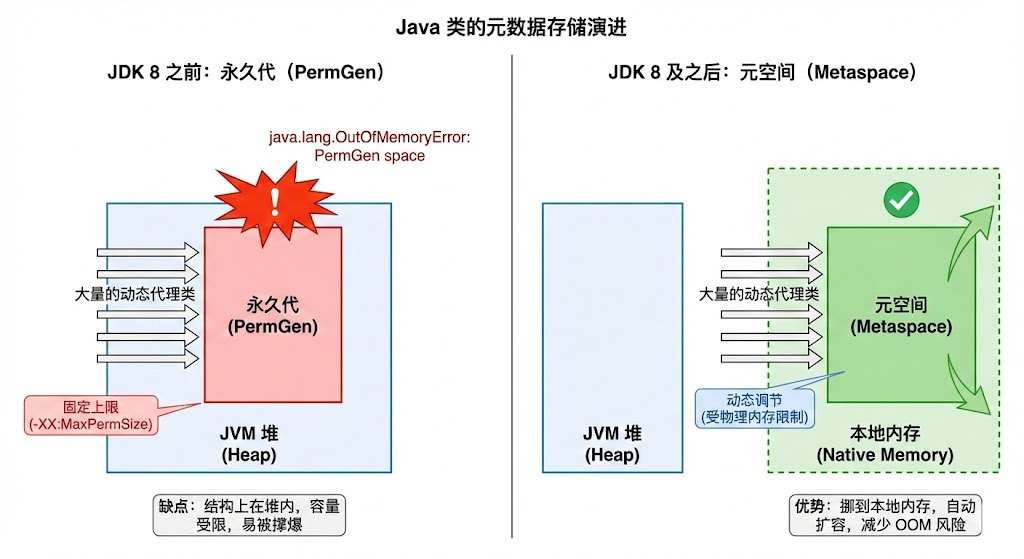 Java 类的元数据存储演进
JDK 8 之前：永久代（PermGen）
java.lang.OutOfMemoryError:
PermGen space
!
大量的动态代理类
永久代
(PermGen)
固定上限
(-XX:MaxPermSize)
JVM 堆
(Heap)
缺点：结构上在堆内，容量
受限，易被撑爆
JDK 8 及之后：元空间（Metaspace）
JVM 堆
(Heap)
大量的动态代理类
元空间
(Metaspace)
动态调节
(受物理内存限制)
本地内存
(Native Memory)
优势：挪到本地内存，自动
扩容，减少 OOM 风险